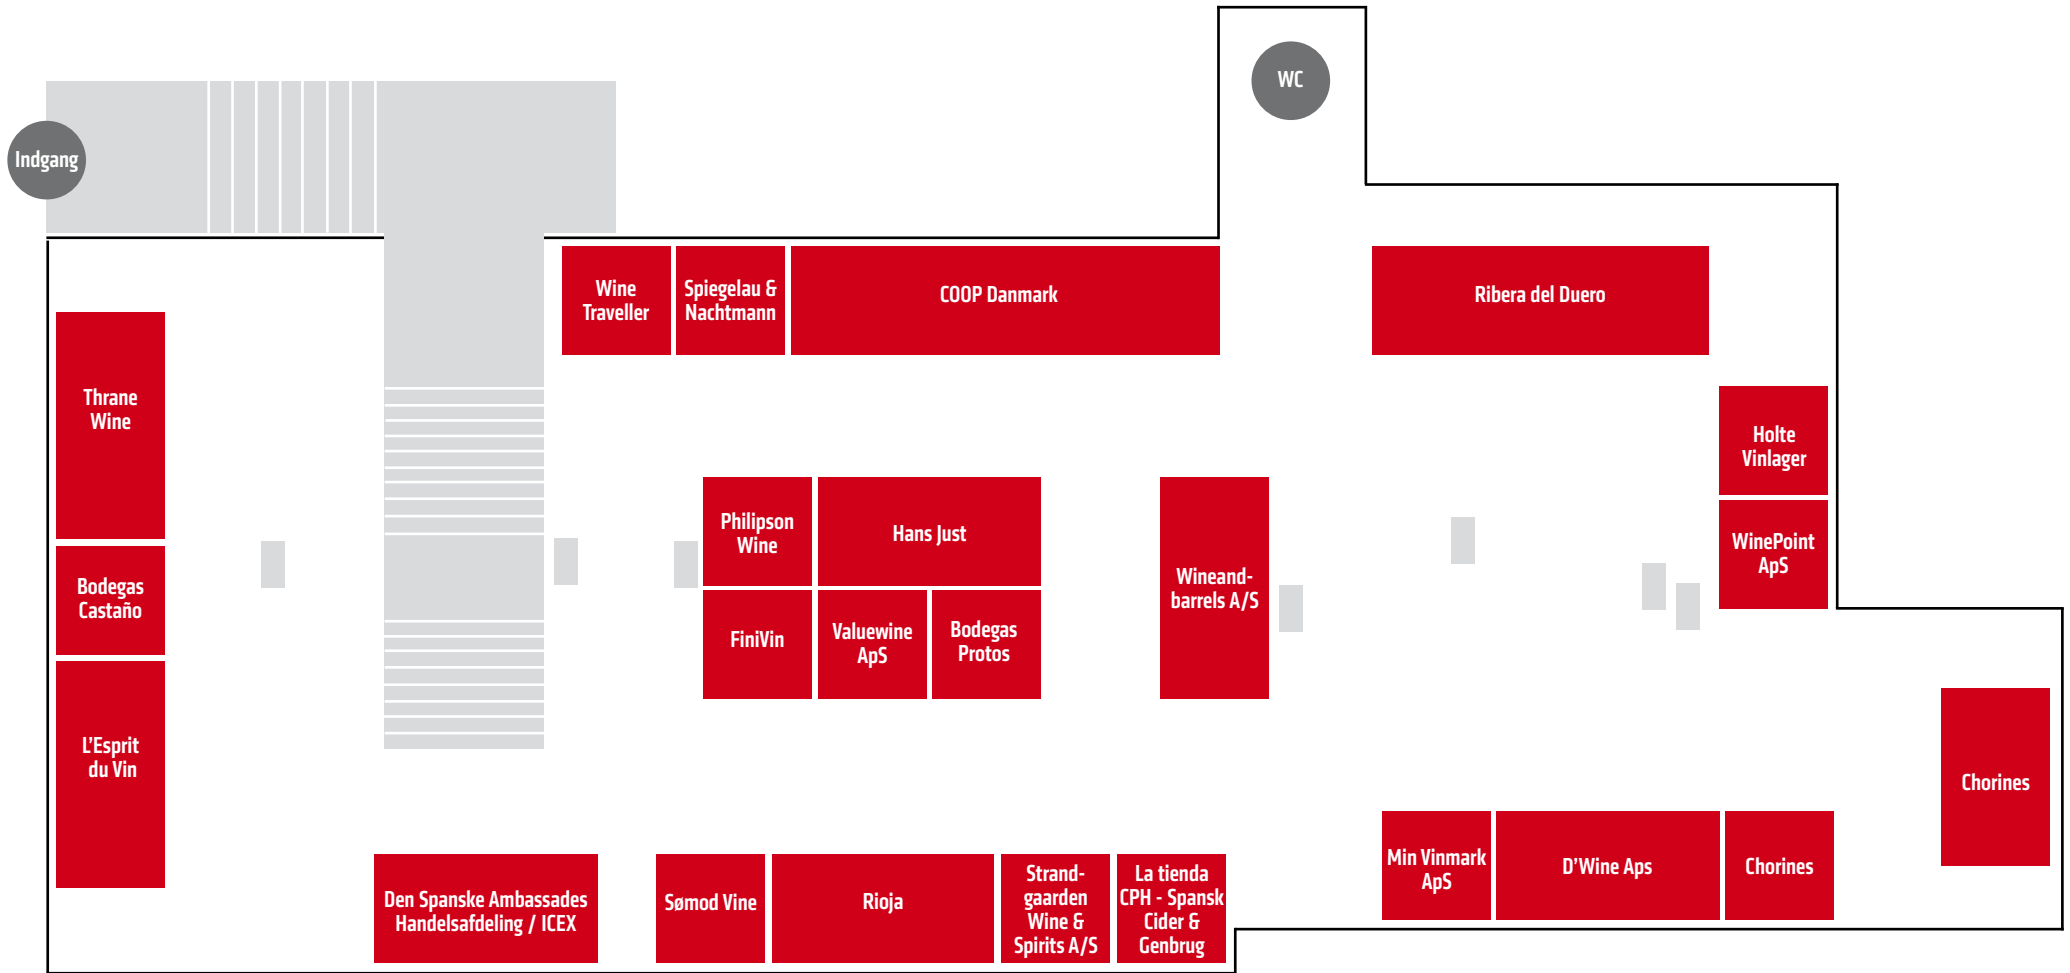 WC
Indgang
Wine
Traveller
Spiegelau &
Nachtmann
COOP Danmark
Ribera del Duero
Thrane
Wine
Holte
Vinlager
Philipson
Wine
Hans Just
WinePoint
ApS
Bodegas
Castaño
Wineand-
barrels A/S
FiniVin
Valuewine
ApS
Bodegas
Protos
L'Esprit
du Vin
Chorines
Den Spanske Ambassades
Handelsafdeling / ICEX
Sømod Vine
Rioja
Strand-
gaarden
Wine &
Spirits A/S
La tienda
CPH - Spansk
Cider &
Genbrug
Min Vinmark
ApS
D'Wine Aps
Chorines